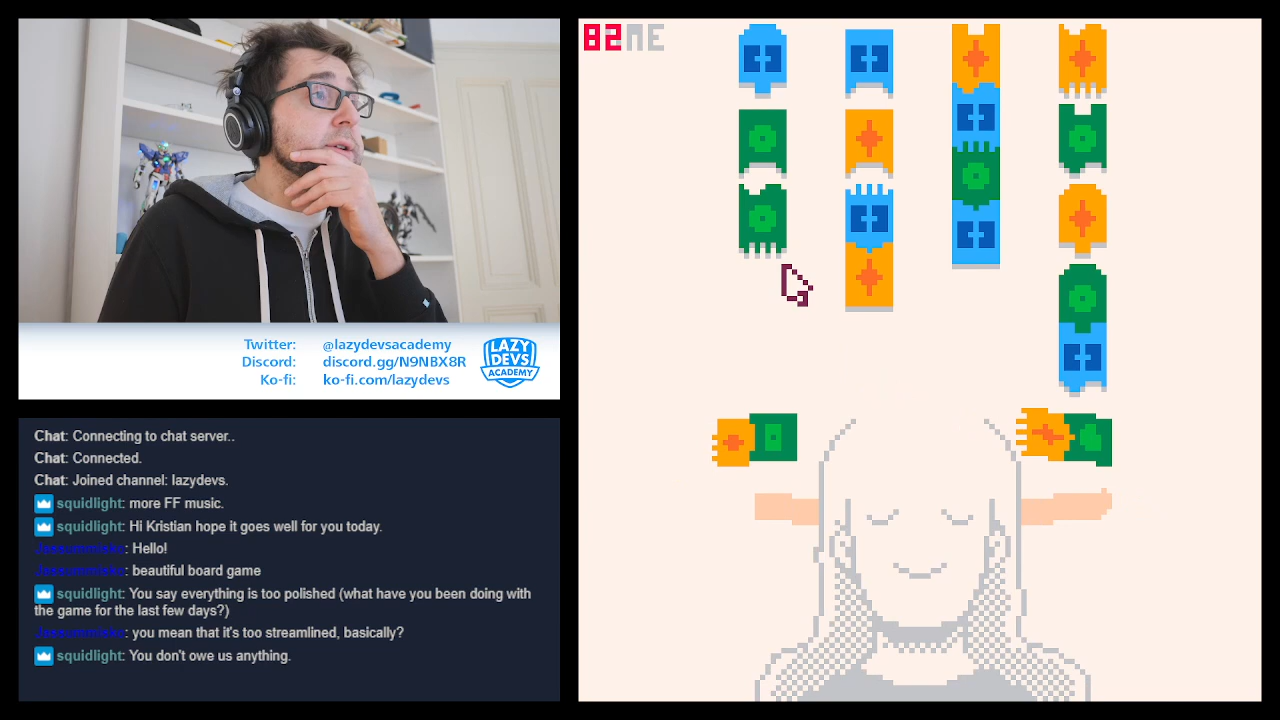 Twitter: @lazydevsacademy
Discord: discord.gg/N9NBX8R
Ko-fi: ko-fi.com/lazydevs
LAZY
DEVS
ACADEMY
Chat: Connecting to chat server..
Chat: Connected.
Chat: Joined channel: lazydevs.
squidlight: more FF music.
squidlight: Hi Kristian hope it goes well for you today.
: Hello!
: beautiful board game
squidlight: You say everything is too polished (what have you been doing with
the game for the last few days?)
: you mean that it's too streamlined, basically?
squidlight: You don't owe us anything.
82ME